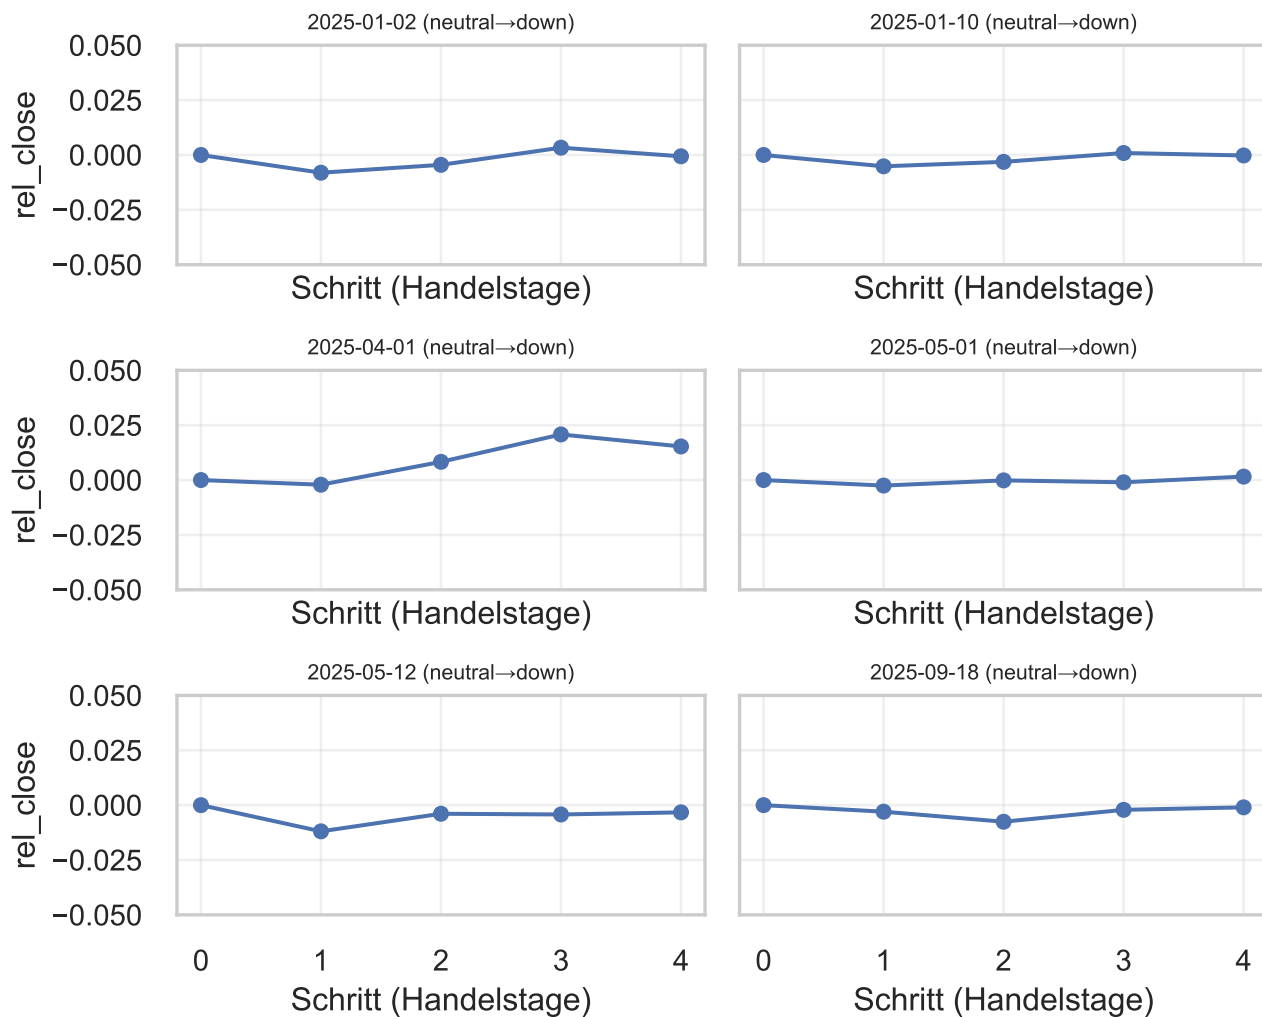 2025-01-02 (neutral→down)
2025-01-10 (neutral→down)
0.050
0.025
0.000
−0.025
−0.050
rel_close
Schritt (Handelstage)
Schritt (Handelstage)
2025-04-01 (neutral→down)
2025-05-01 (neutral→down)
0.050
0.025
0.000
−0.025
−0.050
rel_close
Schritt (Handelstage)
Schritt (Handelstage)
2025-05-12 (neutral→down)
2025-09-18 (neutral→down)
0.050
0.025
0.000
−0.025
−0.050
rel_close
0 1 2 3 4
0 1 2 3 4
Schritt (Handelstage)
Schritt (Handelstage)